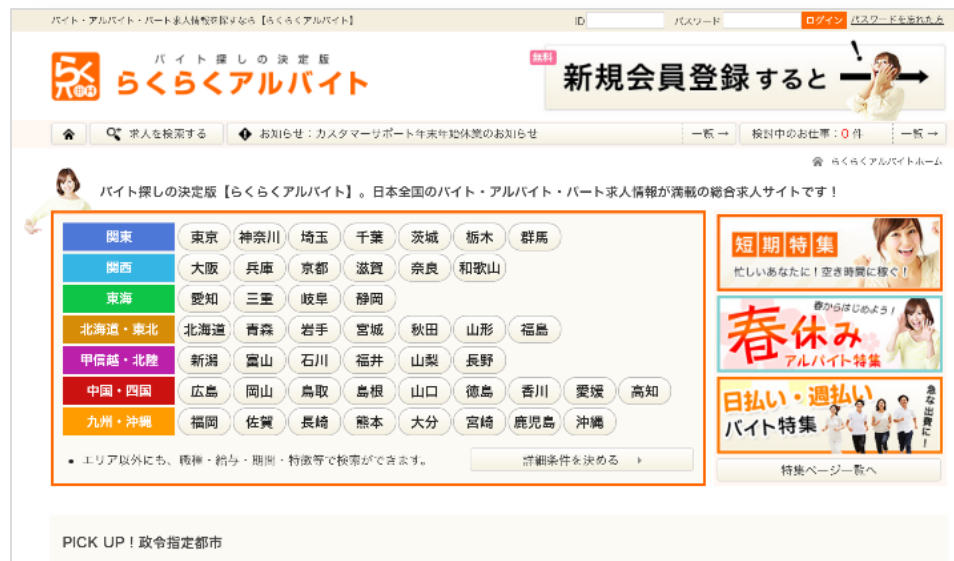 バイト・アルバイト・パート求人情報を探すなら【らくらくアルバイト】
ID
パスワード
ログイン
パスワードを忘れた方
バイト探しの決定版
らくらくアルバイト
無料
新規会員登録すると
求人を検索する
お知らせ:カスタマーサポート年末年始休業のお知らせ
一覧→
検討中のお仕事:0件
一覧→
らくらくアルバイトホーム
バイト探しの決定版【らくらくアルバイト】。日本全国のバイト・アルバイト・パート求人情報が満載の総合求人サイトです!
関東 東京 神奈川 埼玉 千葉 茨城 栃木 群馬
関西 大阪 兵庫 京都 滋賀 奈良 和歌山
東海 愛知 三重 岐阜 静岡
北海道・東北 北海道 青森 岩手 宮城 秋田 山形 福島
甲信越・北陸 新潟 富山 石川 福井 山梨 長野
中国・四国 広島 岡山 鳥取 島根 山口 徳島 香川 愛媛 高知
九州・沖縄 福岡 佐賀 長崎 熊本 大分 宮崎 鹿児島 沖縄
• エリア以外にも、職種・給与・期間・特徴等で検索ができます。
詳細条件を決める
短期特集
忙しいあなたに!空き時間に稼ぐ!
春からはじめよう!
春休み
アルバイト特集
日払い・週払い
バイト特集
急な出費に!
特集ページ一覧へ
PICK UP!政令指定都市